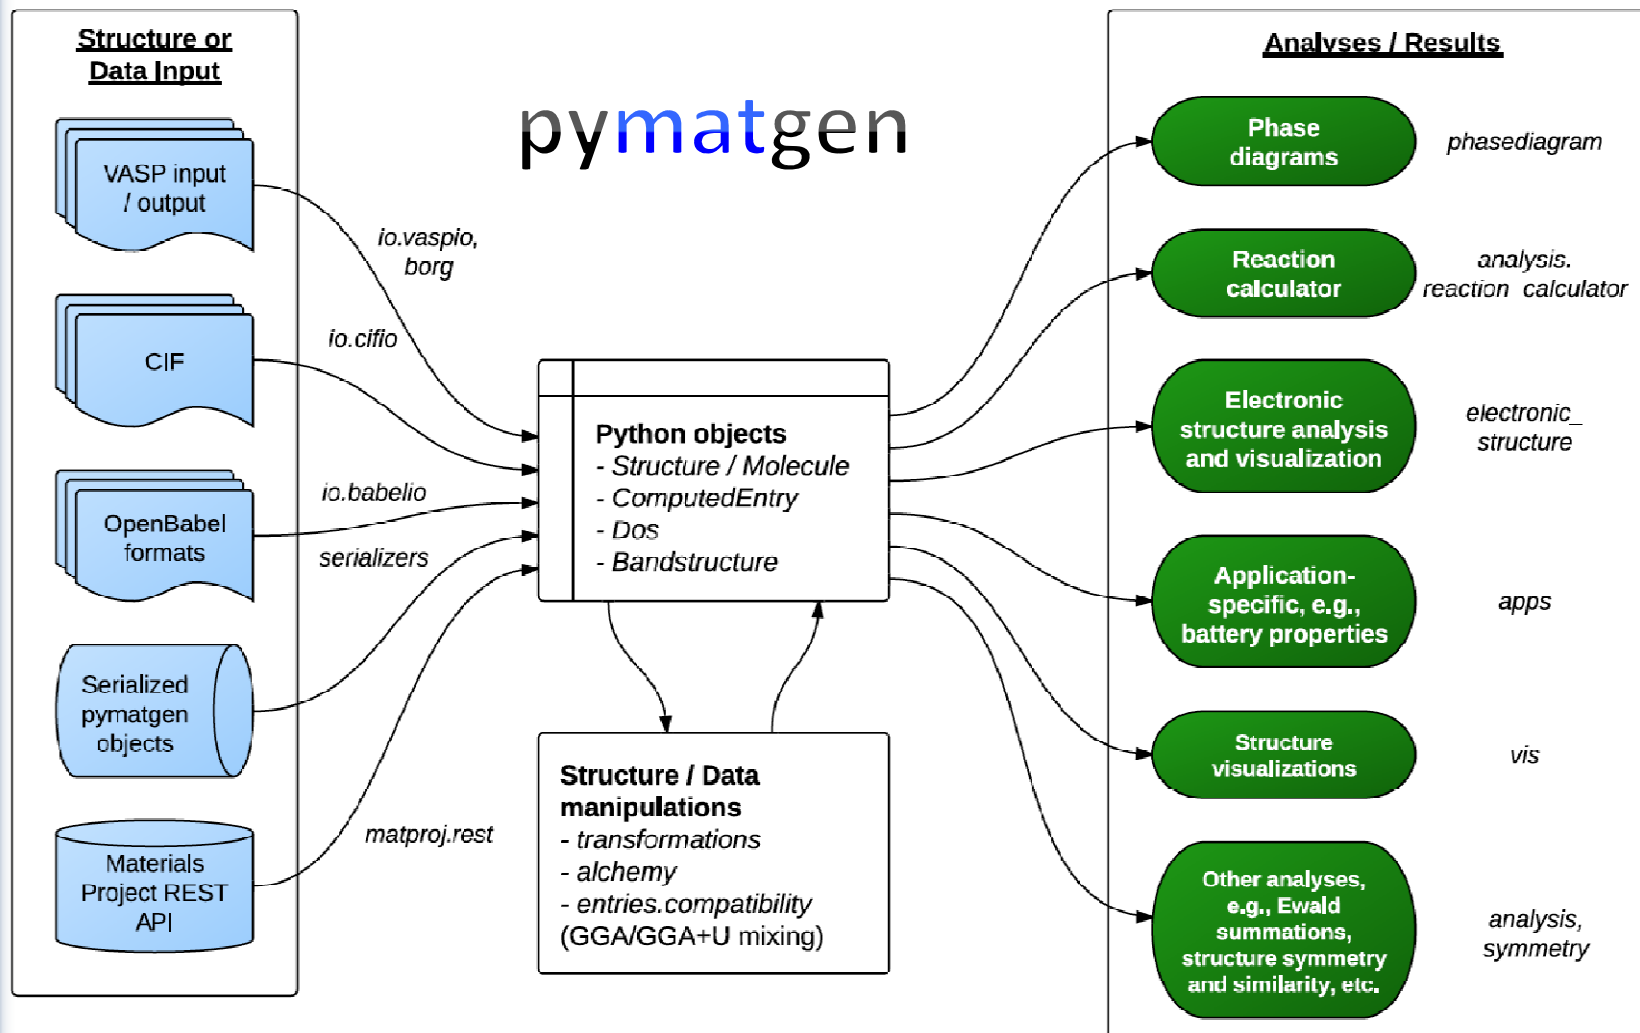 Structure or
Data Input
VASP input
/ output
CIF
OpenBabel
formats
Serialized
pymatgen
objects
Materials
Project REST
API
pymatgen
io.vaspio,
borg
io.cifio
io.babelio
serializers
matproj.rest
Python objects
- Structure / Molecule
- ComputedEntry
- Dos
- Bandstructure
Structure / Data
manipulations
- transformations
- alchemy
- entries.compatibility
(GGA/GGA+U mixing)
Analyses / Results
Phase
diagrams
phasediagram
Reaction
calculator
analysis.
reaction_calculator
Electronic
structure analysis
and visualization
electronic_
structure
Application-
specific, e.g.,
battery properties
apps
Structure
visualizations
vis
Other analyses,
e.g., Ewald
summations,
structure symmetry
and similarity, etc.
analysis,
symmetry